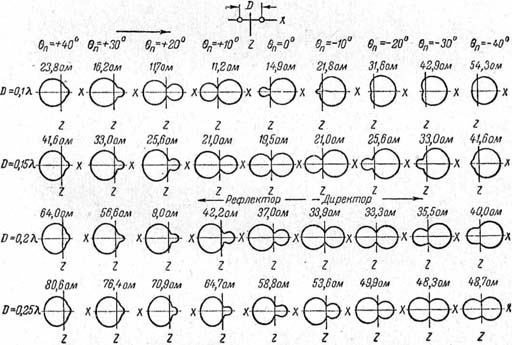 D
X
Z
θп=+40° θп=+30° θп=+20° θп=+10° θп=0° θп=-10° θп=-20° θп=-30° θп=-40°
23,8ом 16,2ом 11,7ом 11,2ом 14,9ом 21,8ом 31,6ом 42,9ом 54,3ом
D=0,1λ X X X X X X X X X
Z Z Z Z Z Z Z Z Z
41,6ом 33,0ом 25,6ом 21,0ом 19,5ом 21,0ом 25,6ом 33,0ом 41,6ом
D=0,15λ X X X X X X X X X
Z Z Z Z Z Z Z Z Z
Рефлектор Директор
64,0ом 56,6ом 8,0ом 42,2ом 37,0ом 33,9ом 33,3ом 35,5ом 40,0ом
D=0,2λ X X X X X X X X X
Z Z Z Z Z Z Z Z Z
80,6ом 76,4ом 70,9ом 64,7ом 58,8ом 53,6ом 49,9ом 48,3ом 48,7ом
D=0,25λ X X X X X X X X X
Z Z Z Z Z Z Z Z Z